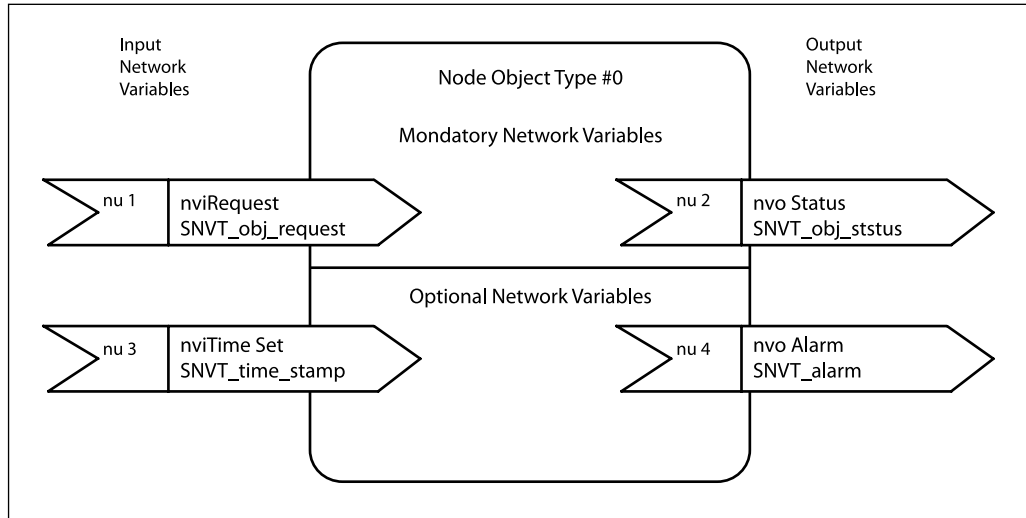 Input
Network
Variables
Node Object Type #0
Output
Network
Variables
Mondatory Network Variables
nu 1
nviRequest
SNVT_obj_request
nu 2
nvo Status
SNVT_obj_ststus
Optional Network Variables
nu 3
nviTime Set
SNVT_time_stamp
nu 4
nvo Alarm
SNVT_alarm